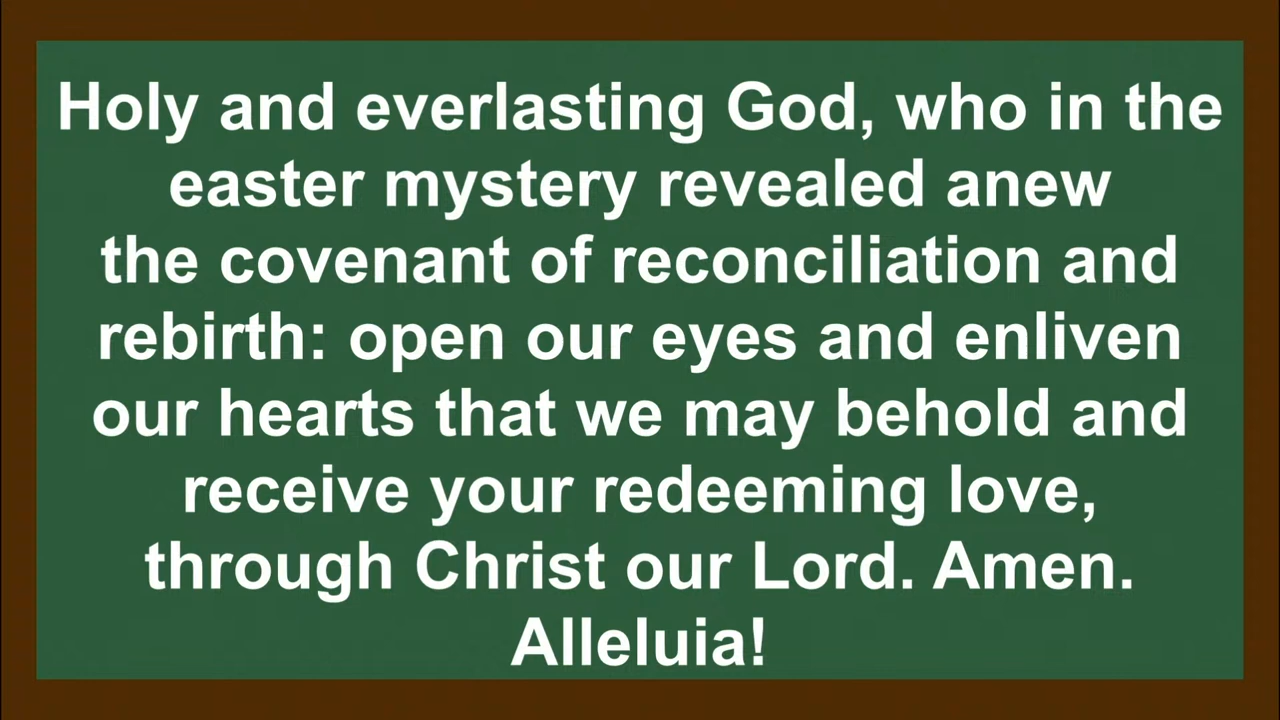 Holy and everlasting God, who in the
easter mystery revealed anew
the covenant of reconciliation and
rebirth: open our eyes and enliven
our hearts that we may behold and
receive your redeeming love,
through Christ our Lord. Amen.
Alleluia!